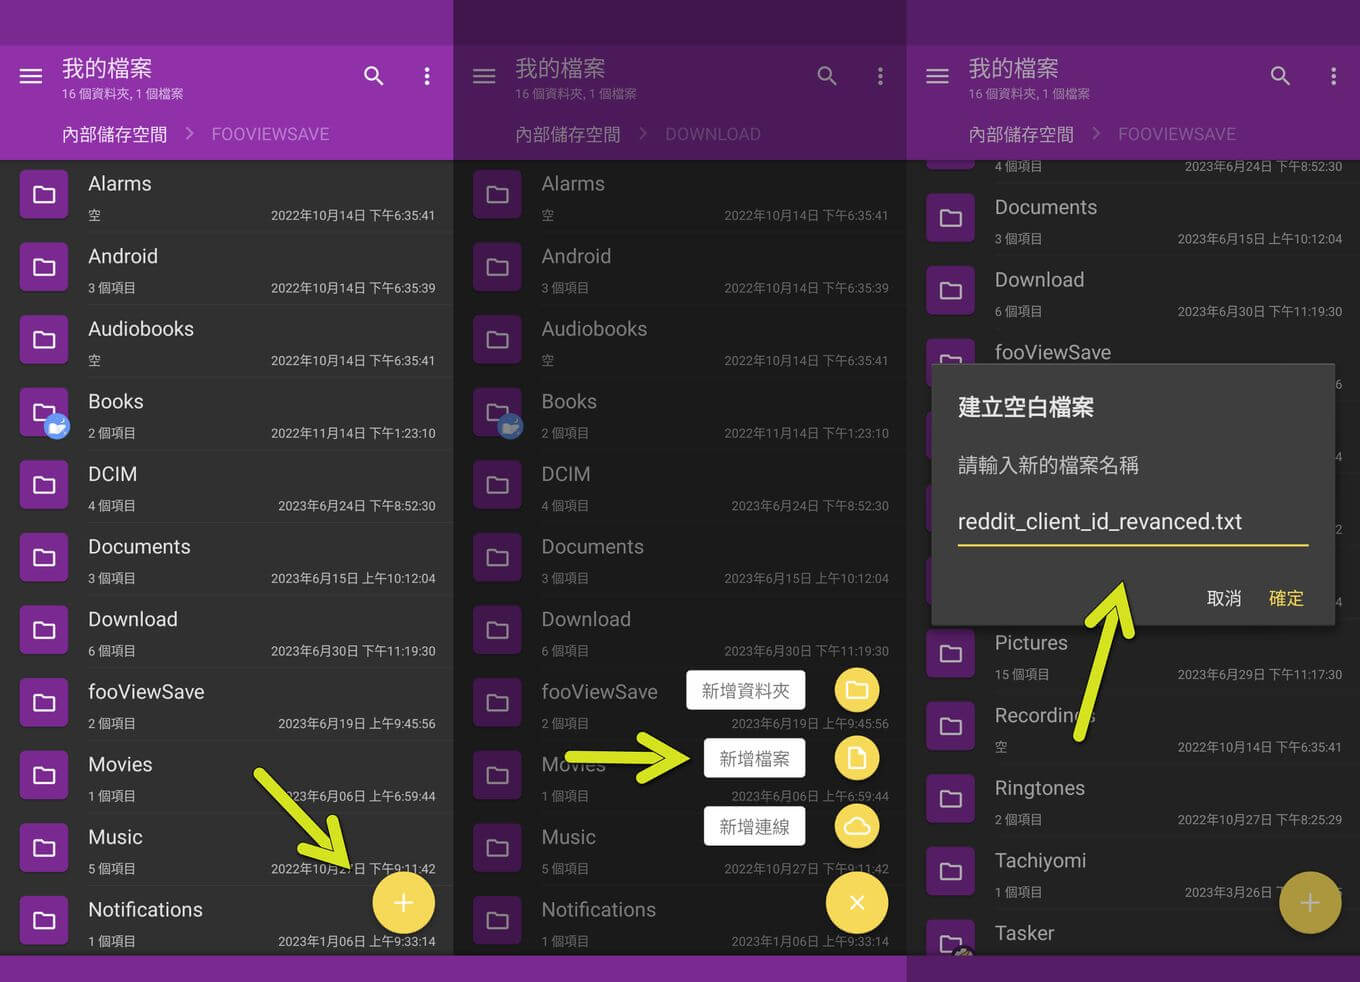 我的檔案
16 個資料夾, 1 個檔案
內部儲存空間 > FOOVIEWSAVE
Alarms
空 2022年10月14日 下午6:35:41
Android
3 個項目 2022年10月14日 下午6:35:39
Audiobooks
空 2022年10月14日 下午6:35:41
Books
2 個項目 2022年11月14日 下午1:23:10
DCIM
4 個項目 2023年6月24日 下午8:52:30
Documents
3 個項目 2023年6月15日 上午10:12:04
Download
6 個項目 2023年6月30日 下午11:19:30
fooViewSave
2 個項目 2023年6月19日 上午9:45:56
Movies
1 個項目 2023年6月06日 上午6:59:44
Music
5 個項目 2022年10月27日 下午9:11:42
Notifications
1 個項目 2023年1月06日 上午9:33:14
我的檔案
16 個資料夾, 1 個檔案
內部儲存空間 > DOWNLOAD
Alarms
空 2022年10月14日 下午6:35:41
Android
3 個項目 2022年10月14日 下午6:35:39
Audiobooks
空 2022年10月14日 下午6:35:41
Books
2 個項目 2022年11月14日 下午1:23:10
DCIM
4 個項目 2023年6月24日 下午8:52:30
Documents
3 個項目 2023年6月15日 上午10:12:04
Download
6 個項目 2023年6月30日 下午11:19:30
fooViewSave
新增資料夾
2 個項目 2023年6月19日 上午9:45:56
Movies
新增檔案
1 個項目 2023年6月06日 上午6:59:44
新增連線
Music
5 個項目 2022年10月27日 下午9:11:42
Notifications
1 個項目 2023年1月06日 上午9:33:14
我的檔案
16 個資料夾, 1 個檔案
內部儲存空間 > FOOVIEWSAVE
4 個項目 2023年6月24日 下午8:52:30
Documents
3 個項目 2023年6月15日 上午10:12:04
Download
6 個項目 2023年6月30日 下午11:19:30
fooViewSave
建立空白檔案
請輸入新的檔案名稱
reddit_client_id_revanced.txt
取消 確定
Pictures
15 個項目 2023年6月29日 下午11:17:30
Recordings
空 2022年10月14日 下午6:35:41
Ringtones
2 個項目 2022年10月27日 下午8:25:29
Tachiyomi
1 個項目 2023年3月26日
Tasker